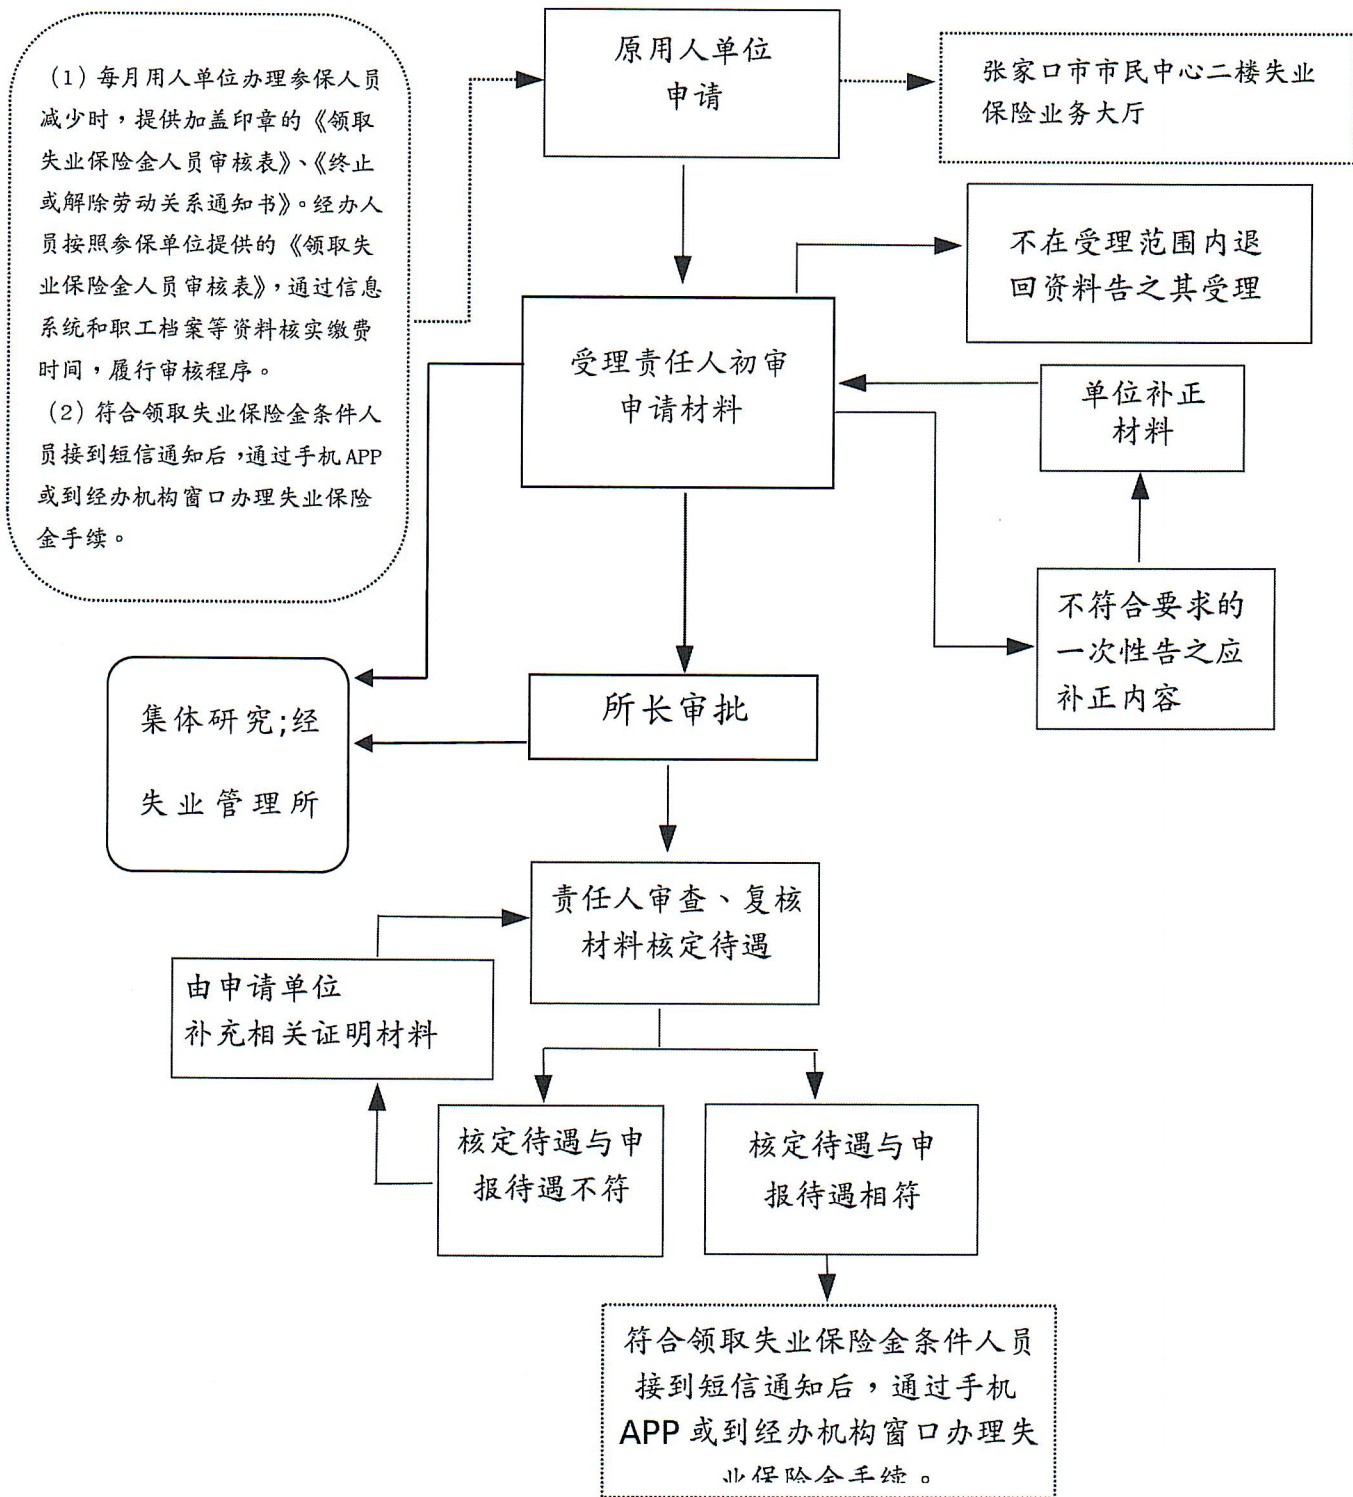 (1)每月用人单位办理参保人员
减少时，提供加盖印章的《领取
失业保险金人员审核表》、《终止
或解除劳动关系通知书》。经办人
员按照参保单位提供的《领取失
业保险金人员审核表》，通过信息
系统和职工档案等资料核实缴费
时间，履行审核程序。
(2)符合领取失业保险金条件人
员接到短信通知后，通过手机APP
或到经办机构窗口办理失业保险
金手续。
原用人单位
申请
张家口市市民中心二楼失业
保险业务大厅
不在受理范围内退
回资料告之其受理
受理责任人初审
申请材料
单位补正
材料
不符合要求的
一次性告之应
补正内容
所长审批
集体研究;经
失业管理所
责任人审查、复核
材料核定待遇
由申请单位
补充相关证明材料
核定待遇与申
报待遇不符
核定待遇与申
报待遇相符
符合领取失业保险金条件人员
接到短信通知后，通过手机
APP 或到经办机构窗口办理失
业保险金手续。